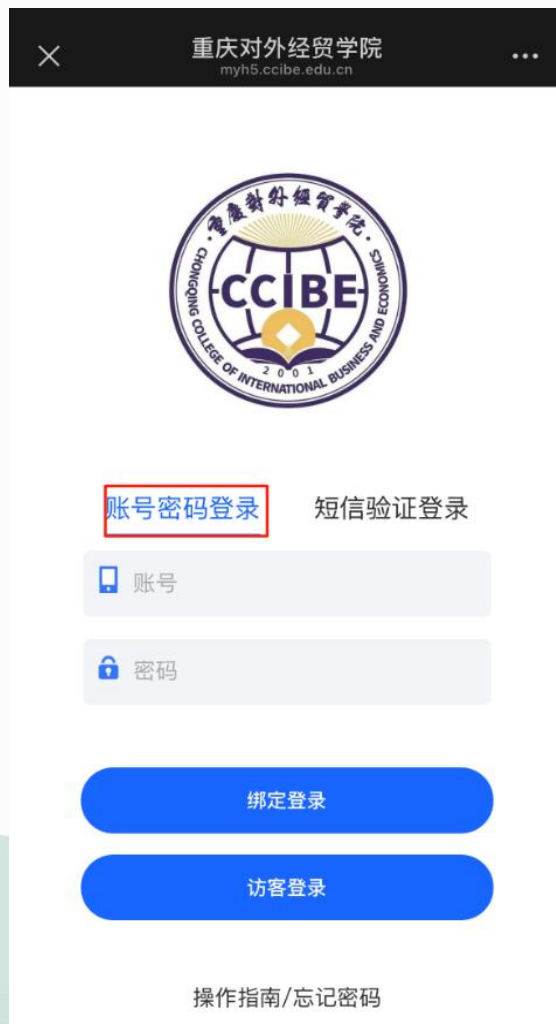 重庆对外经贸学院
myh5.ccibe.edu.cn
重慶對外經貿學院
CCIBE
2001
CHONGQING COLLEGE OF INTERNATIONAL BUSINESS AND ECONOMICS
账号密码登录 短信验证登录
账号
密码
绑定登录
访客登录
操作指南/忘记密码